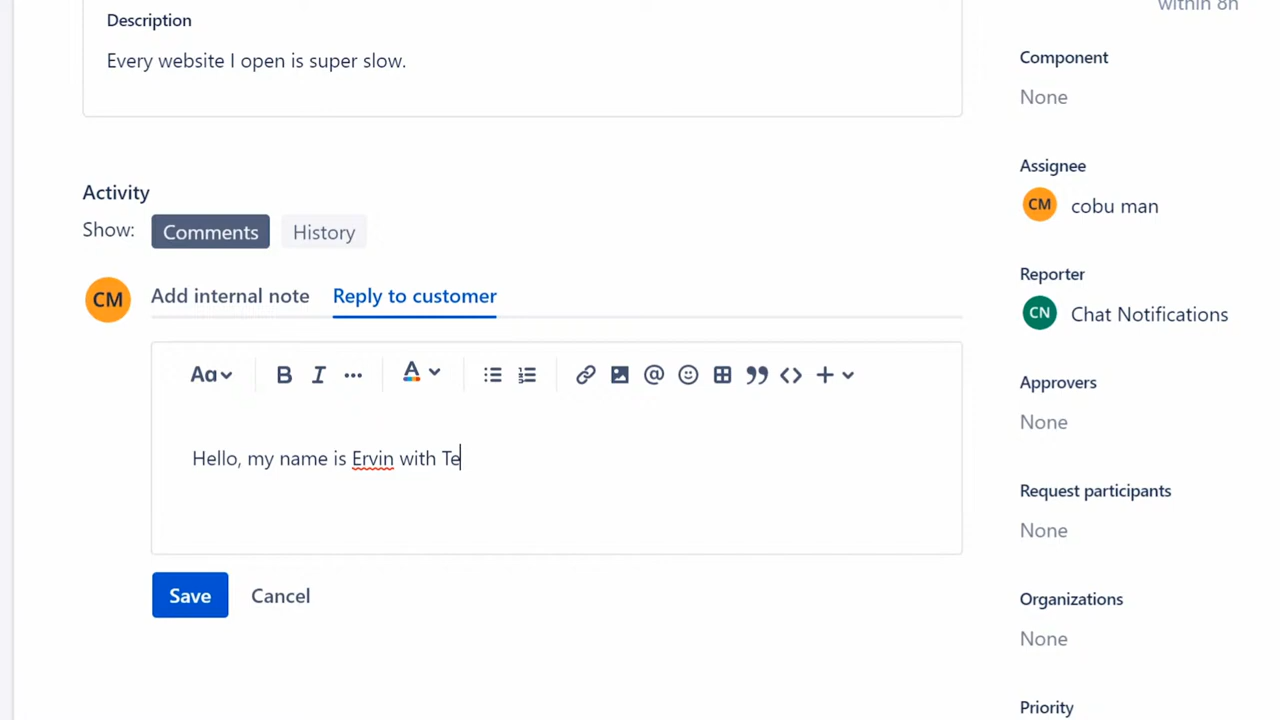 Description
Every website I open is super slow.
Activity
Show: Comments History
CM Add internal note Reply to customer
Aa B I A
Hello, my name is Ervin with Te
Save Cancel
within 8h
Component
None
Assignee
CM cobu man
Reporter
CN Chat Notifications
Approvers
None
Request participants
None
Organizations
None
Priority